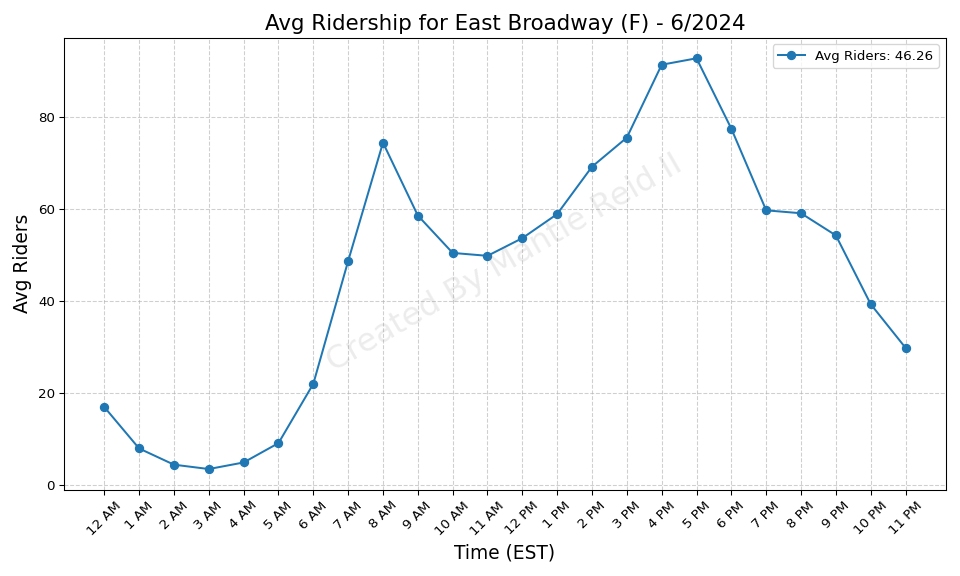 Avg Ridership for East Broadway (F) - 6/2024
Avg Riders: 46.26
Avg Riders
80
60
40
20
0
Created By Mantle Reid II
12 AM
1 AM
2 AM
3 AM
4 AM
5 AM
6 AM
7 AM
8 AM
9 AM
10 AM
11 AM
12 PM
1 PM
2 PM
3 PM
4 PM
5 PM
6 PM
7 PM
8 PM
9 PM
10 PM
11 PM
Time (EST)